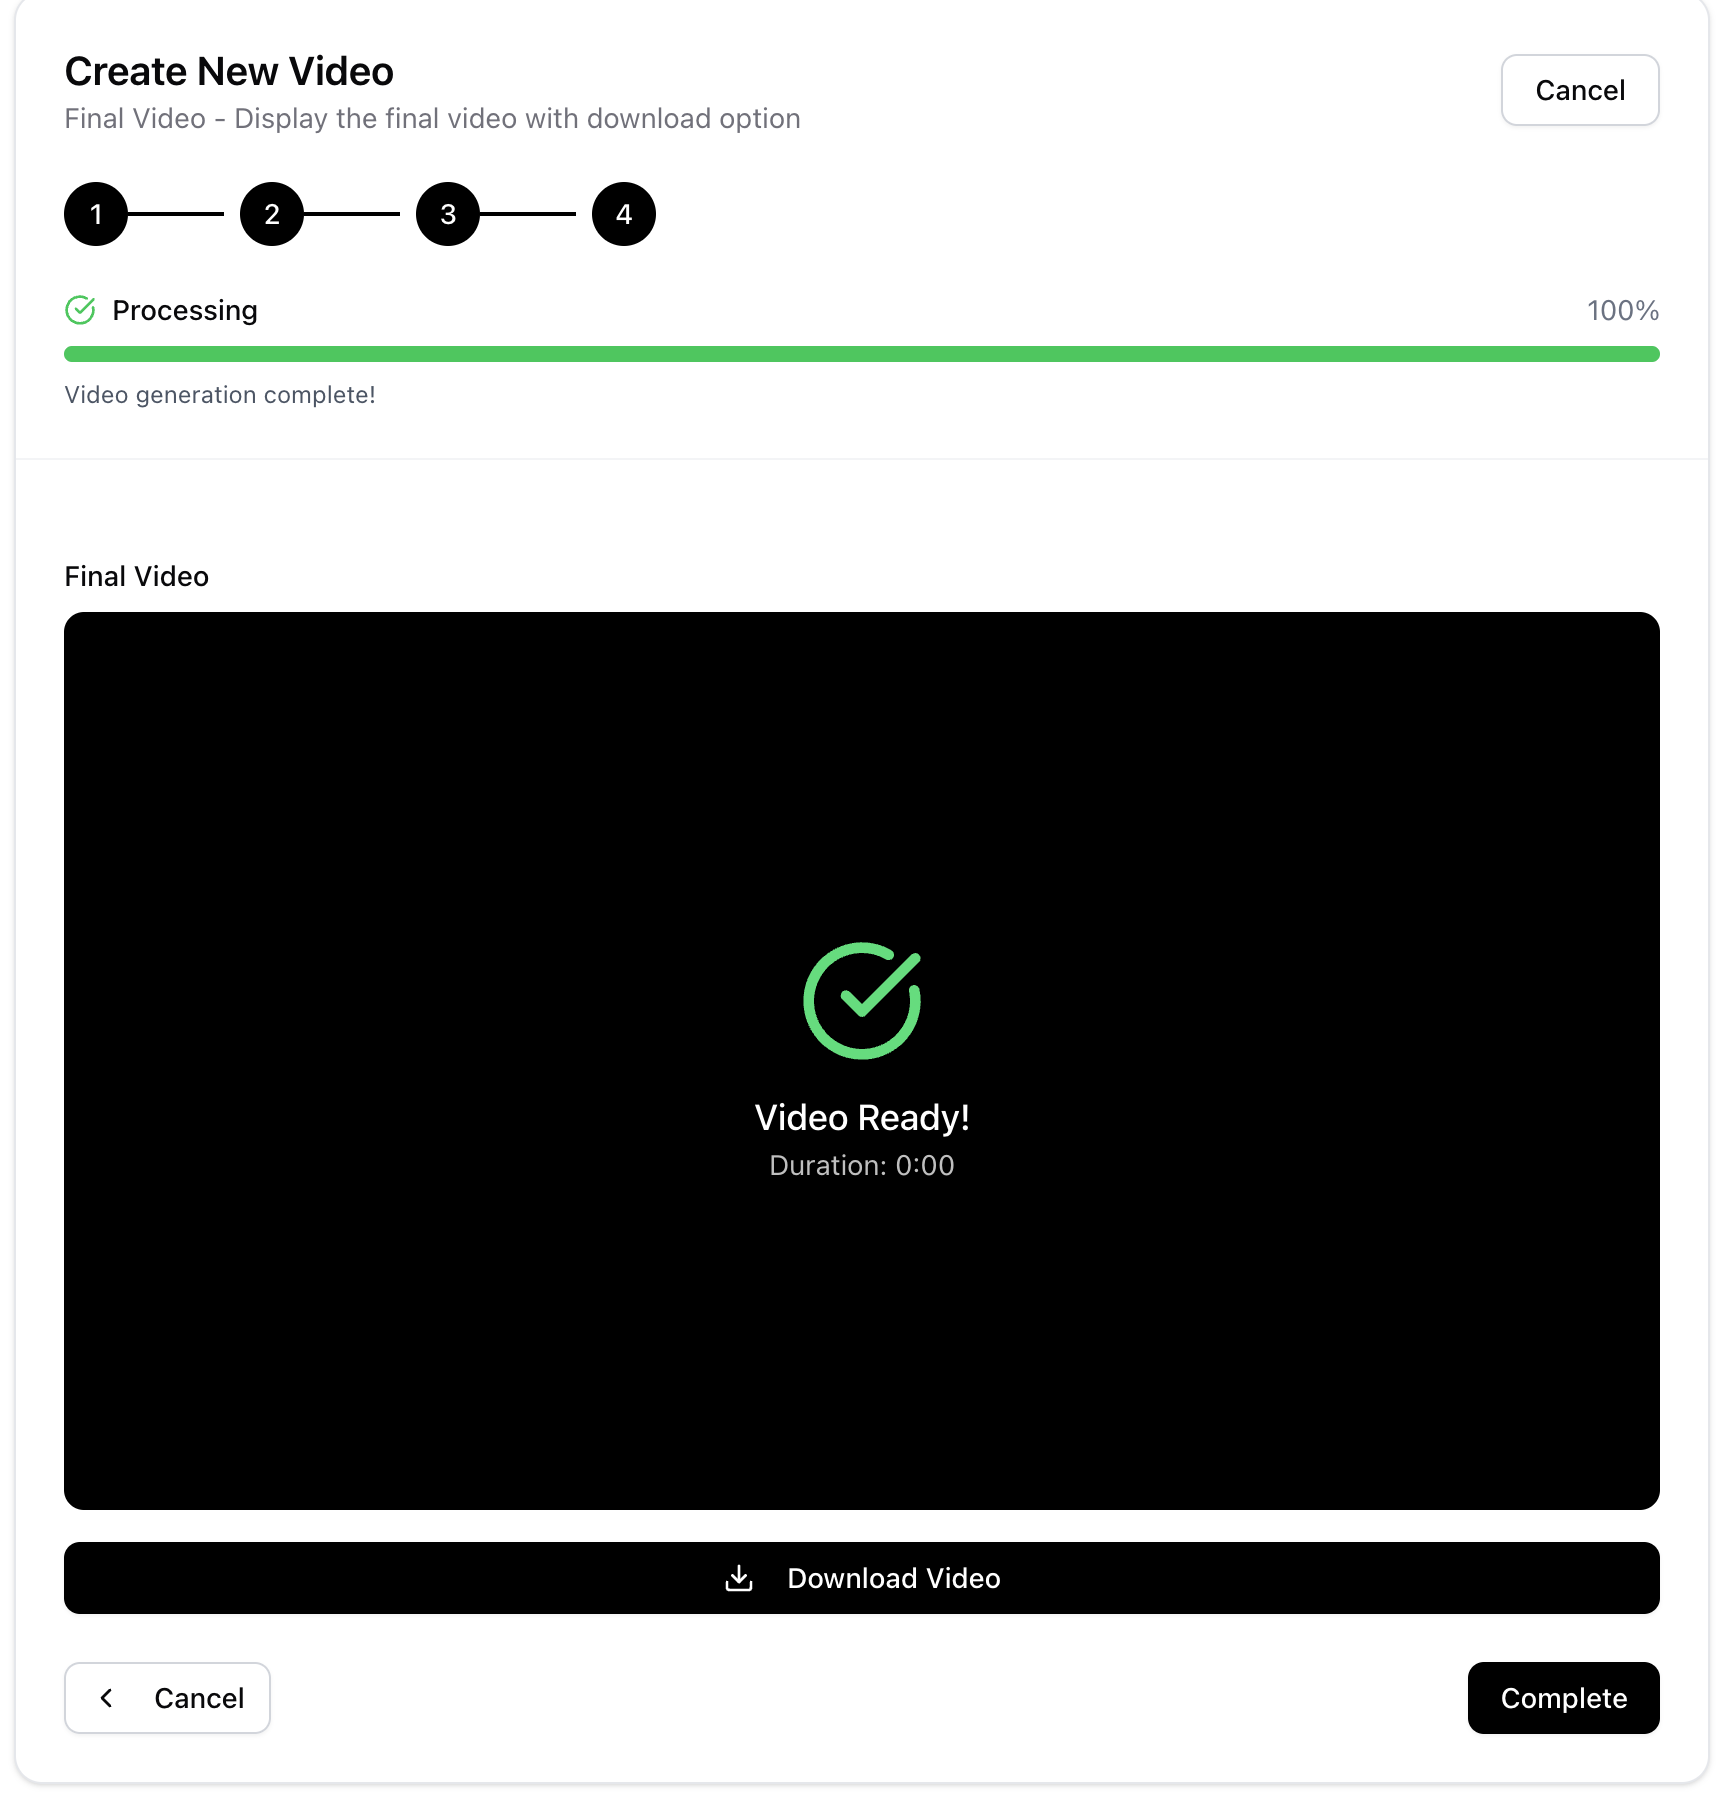 Create New Video
Cancel
Final Video - Display the final video with download option
1
2
3
4
Processing
100%
Video generation complete!
Final Video
Video Ready!
Duration: 0:00
Download Video
Cancel
Complete